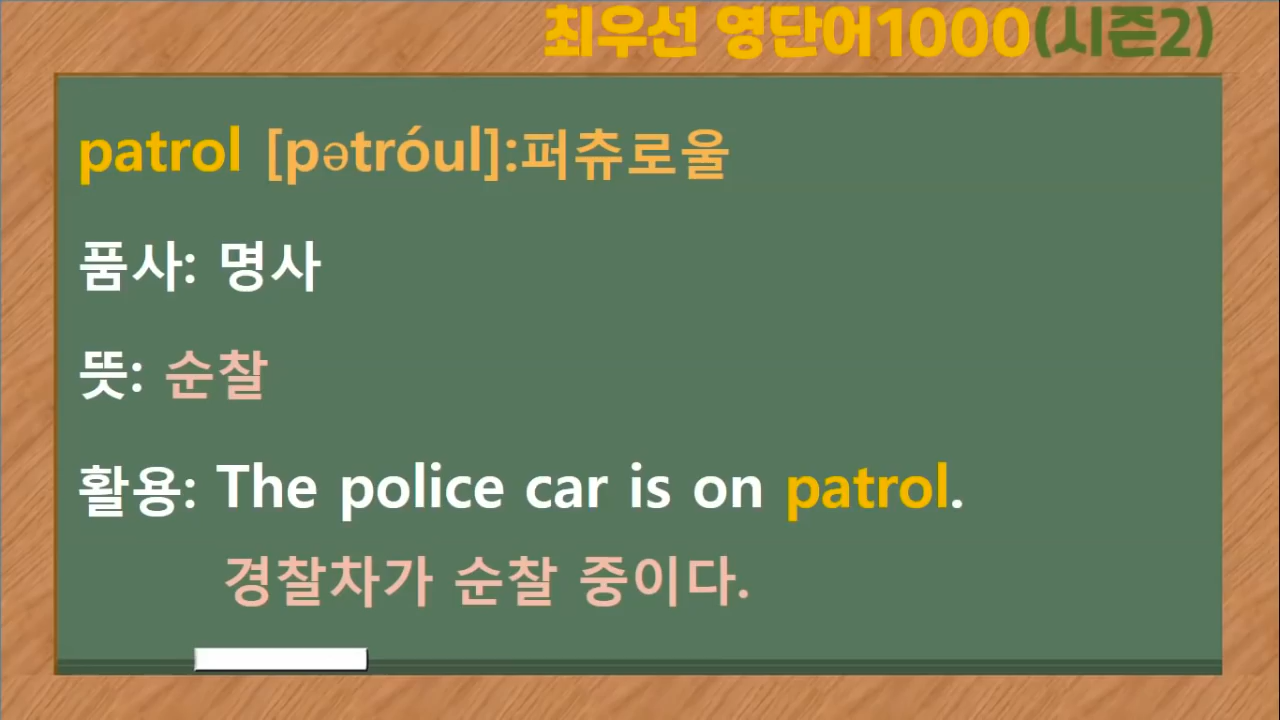 최우선 영단어1000(시즌2)
patrol [pətróul]:퍼츄로울
품사: 명사
뜻: 순찰
활용: The police car is on patrol.
경찰차가 순찰 중이다.